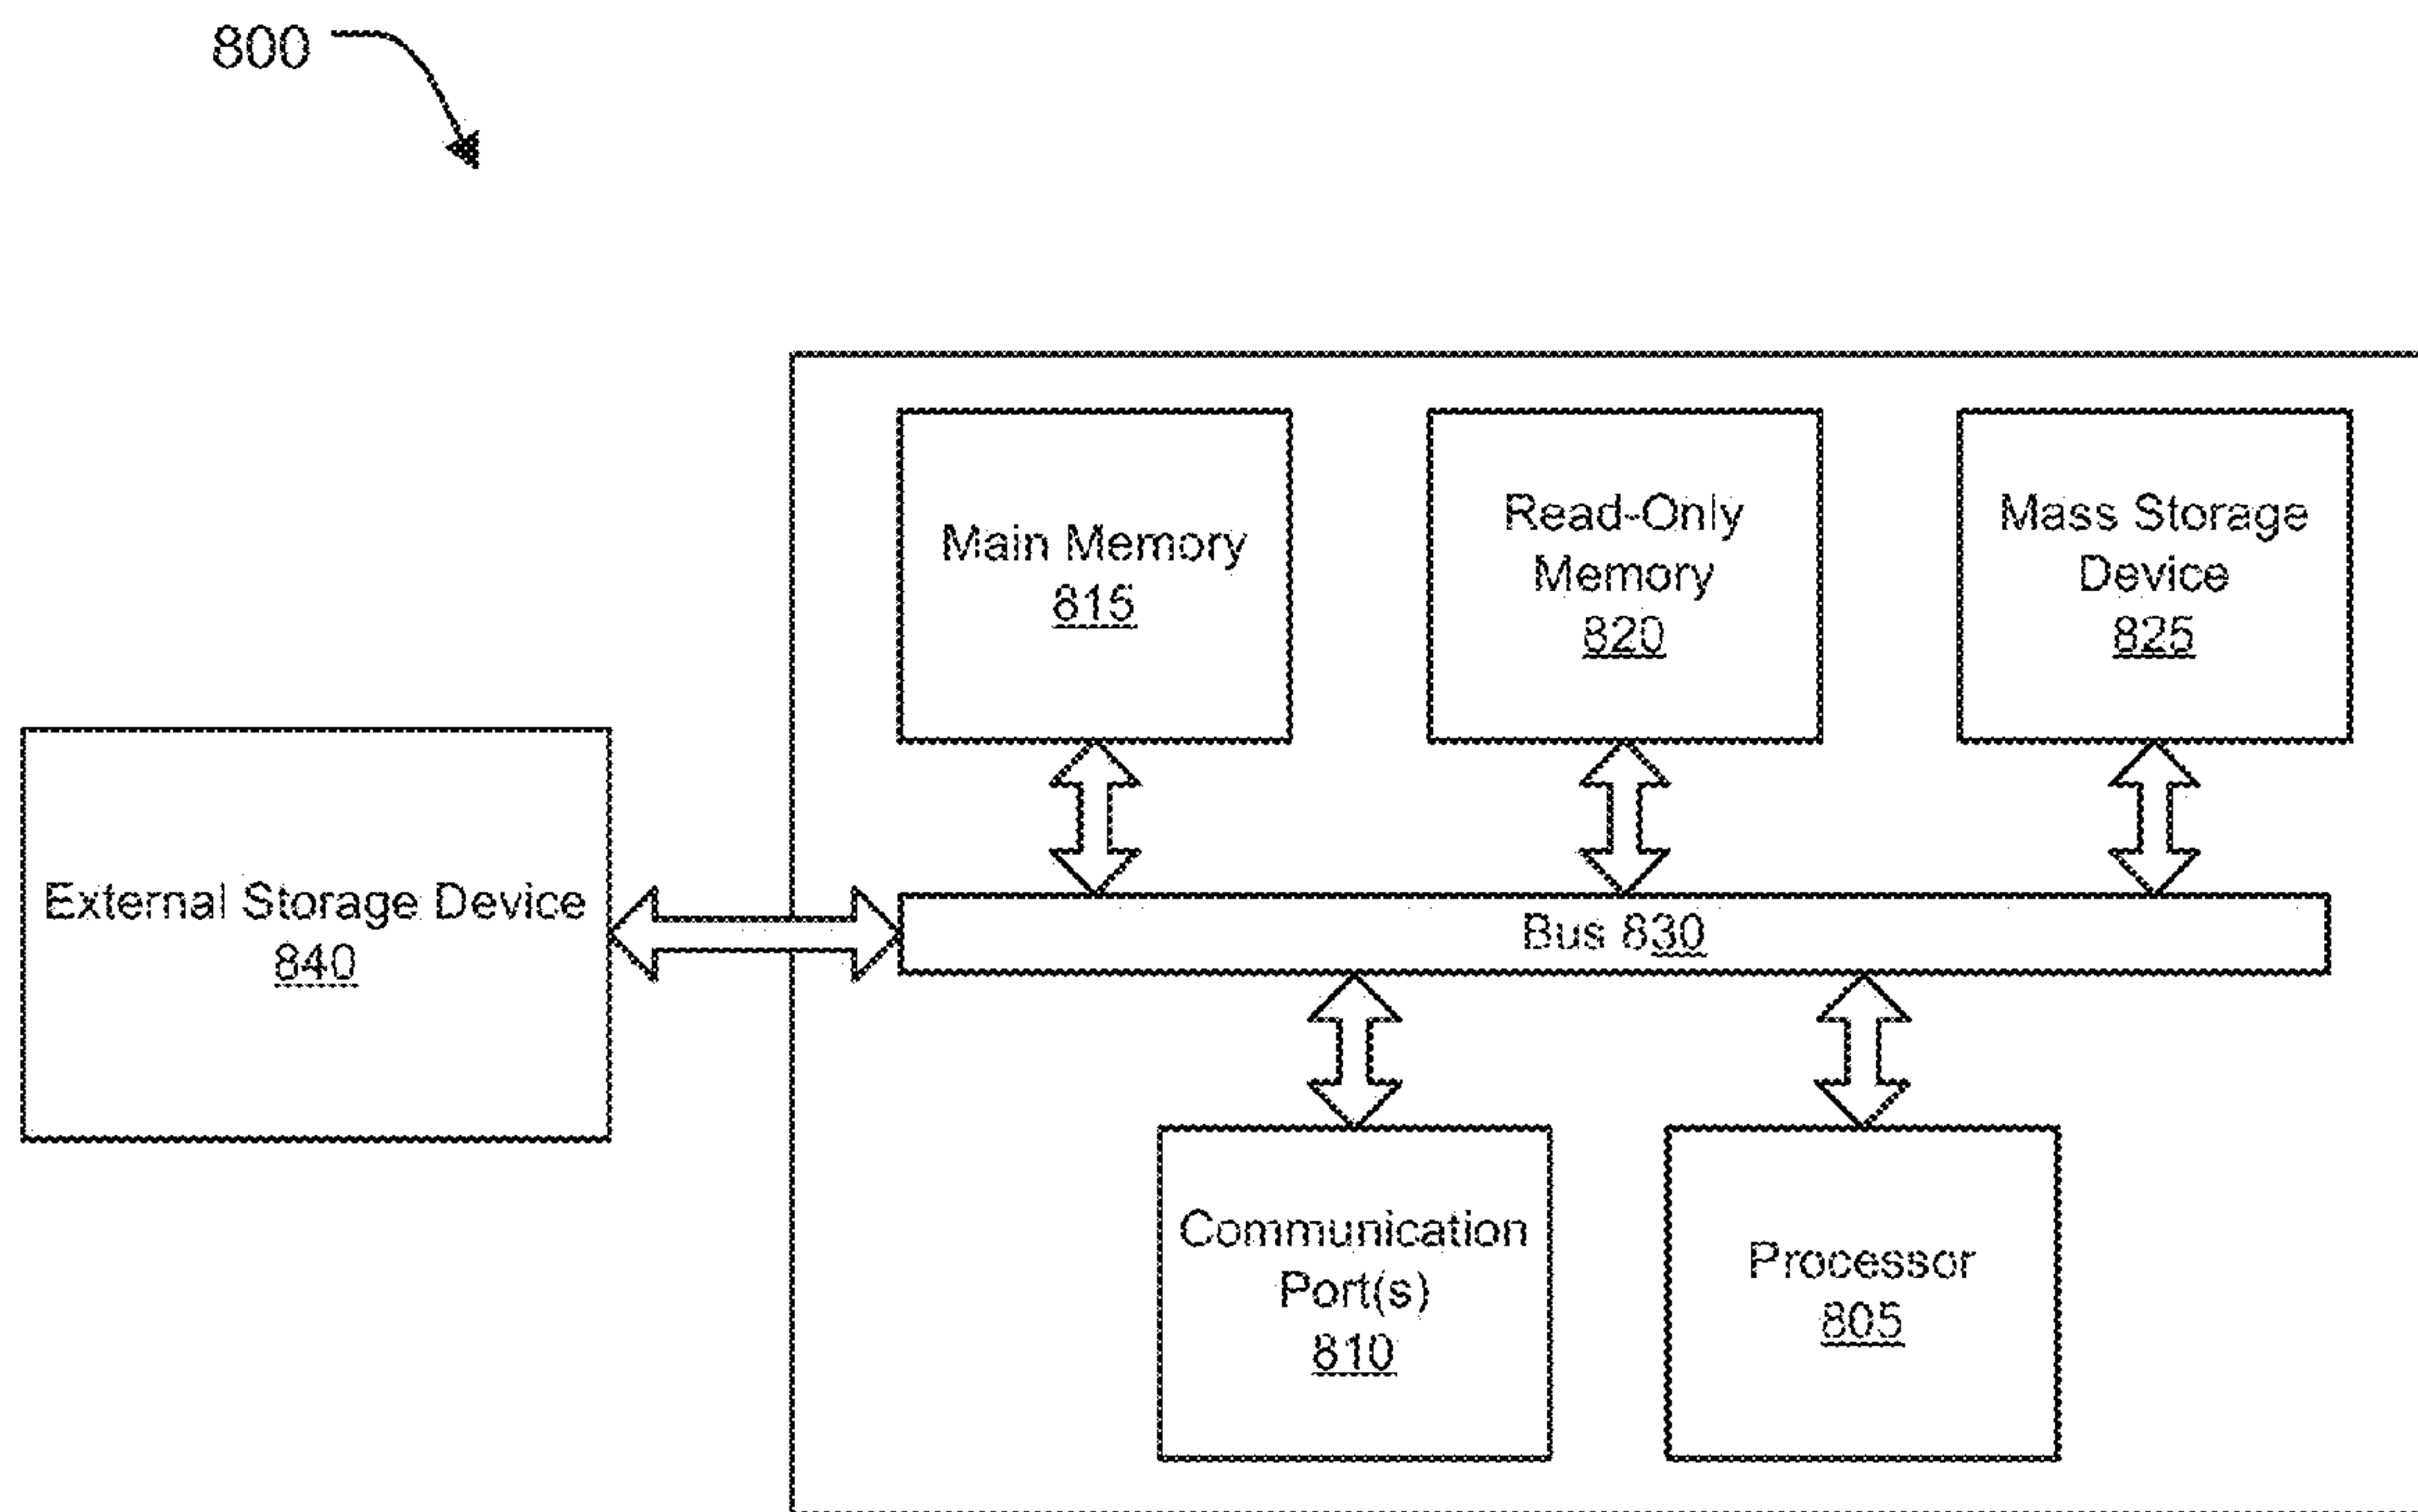 800
Main Memory
815
Read-Only
Memory
820
Mass Storage
Device
825
External Storage Device
840
Bus 830
Communication
Port(s)
810
Processor
805